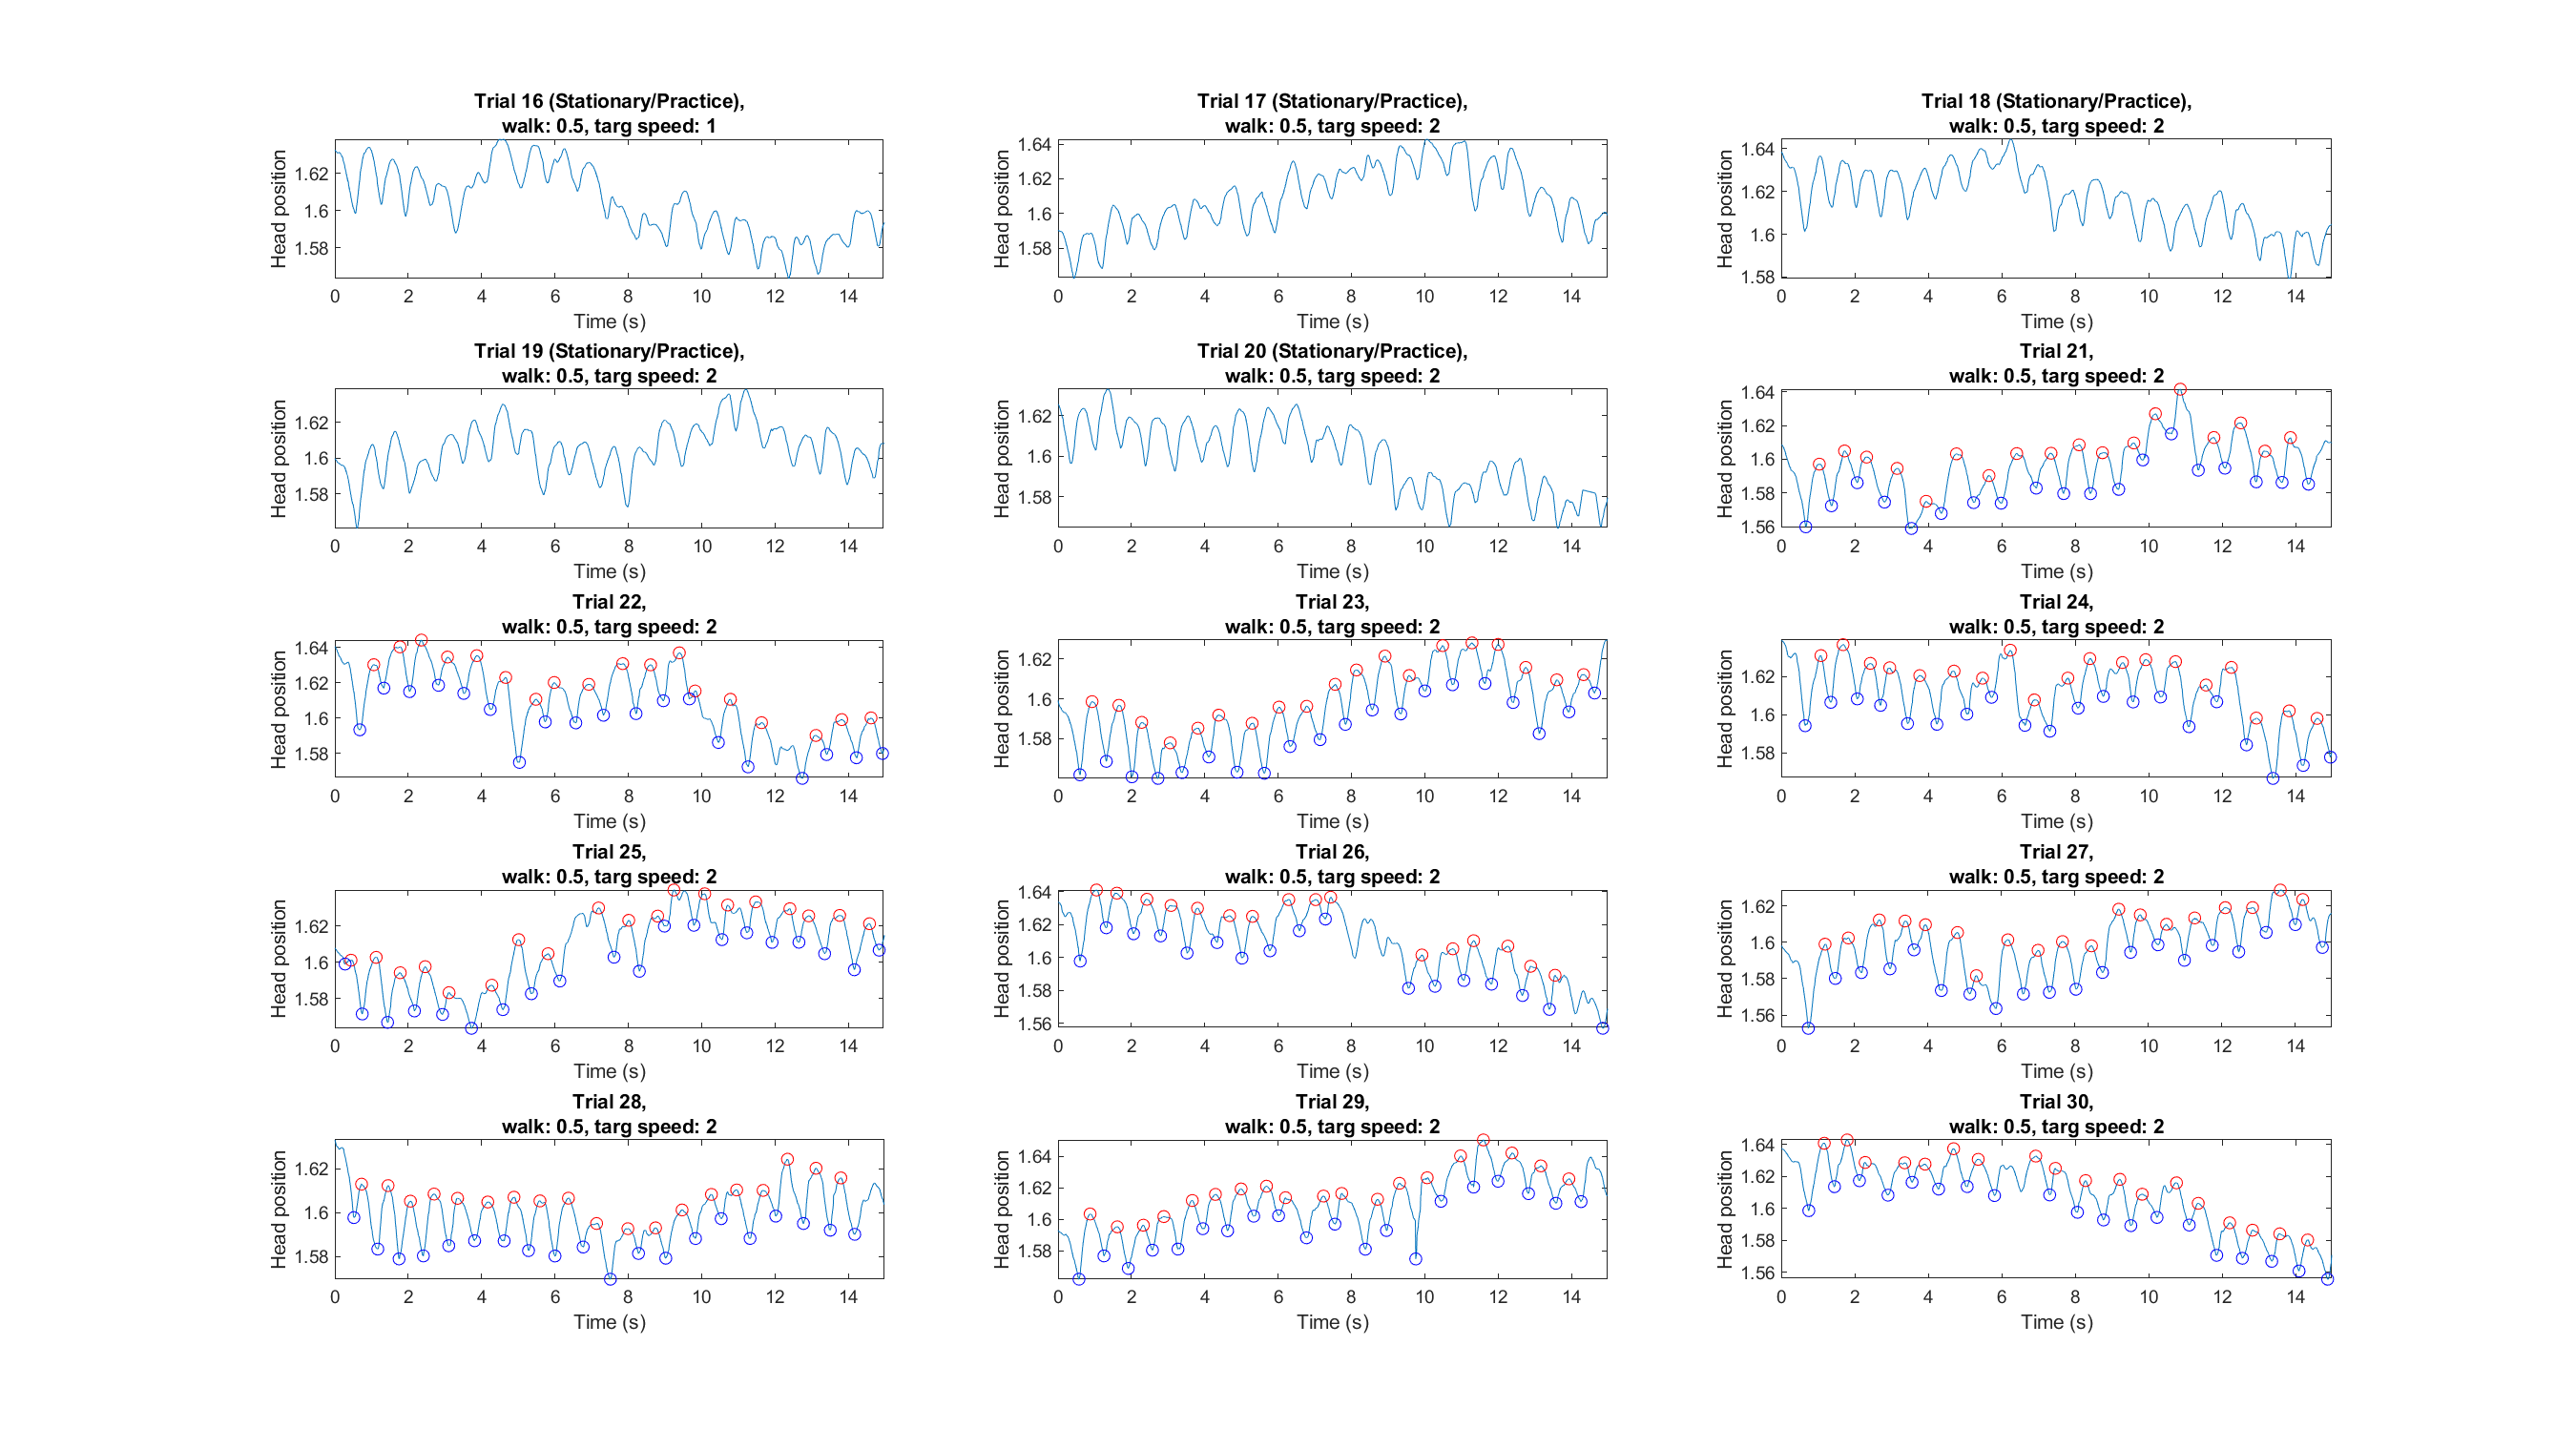 Trial 16 (Stationary/Practice),
walk: 0.5, targ speed: 1
Head position
1.62
1.6
1.58
0 2 4 6 8 10 12 14
Time (s)
Trial 17 (Stationary/Practice),
walk: 0.5, targ speed: 2
Head position
1.64
1.62
1.6
1.58
0 2 4 6 8 10 12 14
Time (s)
Trial 18 (Stationary/Practice),
walk: 0.5, targ speed: 2
Head position
1.64
1.62
1.6
1.58
0 2 4 6 8 10 12 14
Time (s)
Trial 19 (Stationary/Practice),
walk: 0.5, targ speed: 2
Head position
1.62
1.6
1.58
0 2 4 6 8 10 12 14
Time (s)
Trial 20 (Stationary/Practice),
walk: 0.5, targ speed: 2
Head position
1.62
1.6
1.58
0 2 4 6 8 10 12 14
Time (s)
Trial 21,
walk: 0.5, targ speed: 2
Head position
1.64
1.62
1.6
1.58
1.56
0 2 4 6 8 10 12 14
Time (s)
Trial 22,
walk: 0.5, targ speed: 2
Head position
1.64
1.62
1.6
1.58
0 2 4 6 8 10 12 14
Time (s)
Trial 23,
walk: 0.5, targ speed: 2
Head position
1.62
1.6
1.58
0 2 4 6 8 10 12 14
Time (s)
Trial 24,
walk: 0.5, targ speed: 2
Head position
1.62
1.6
1.58
0 2 4 6 8 10 12 14
Time (s)
Trial 25,
walk: 0.5, targ speed: 2
Head position
1.62
1.6
1.58
0 2 4 6 8 10 12 14
Time (s)
Trial 26,
walk: 0.5, targ speed: 2
Head position
1.64
1.62
1.6
1.58
1.56
0 2 4 6 8 10 12 14
Time (s)
Trial 27,
walk: 0.5, targ speed: 2
Head position
1.62
1.6
1.58
1.56
0 2 4 6 8 10 12 14
Time (s)
Trial 28,
walk: 0.5, targ speed: 2
Head position
1.62
1.6
1.58
0 2 4 6 8 10 12 14
Time (s)
Trial 29,
walk: 0.5, targ speed: 2
Head position
1.64
1.62
1.6
1.58
0 2 4 6 8 10 12 14
Time (s)
Trial 30,
walk: 0.5, targ speed: 2
Head position
1.64
1.62
1.6
1.58
1.56
0 2 4 6 8 10 12 14
Time (s)